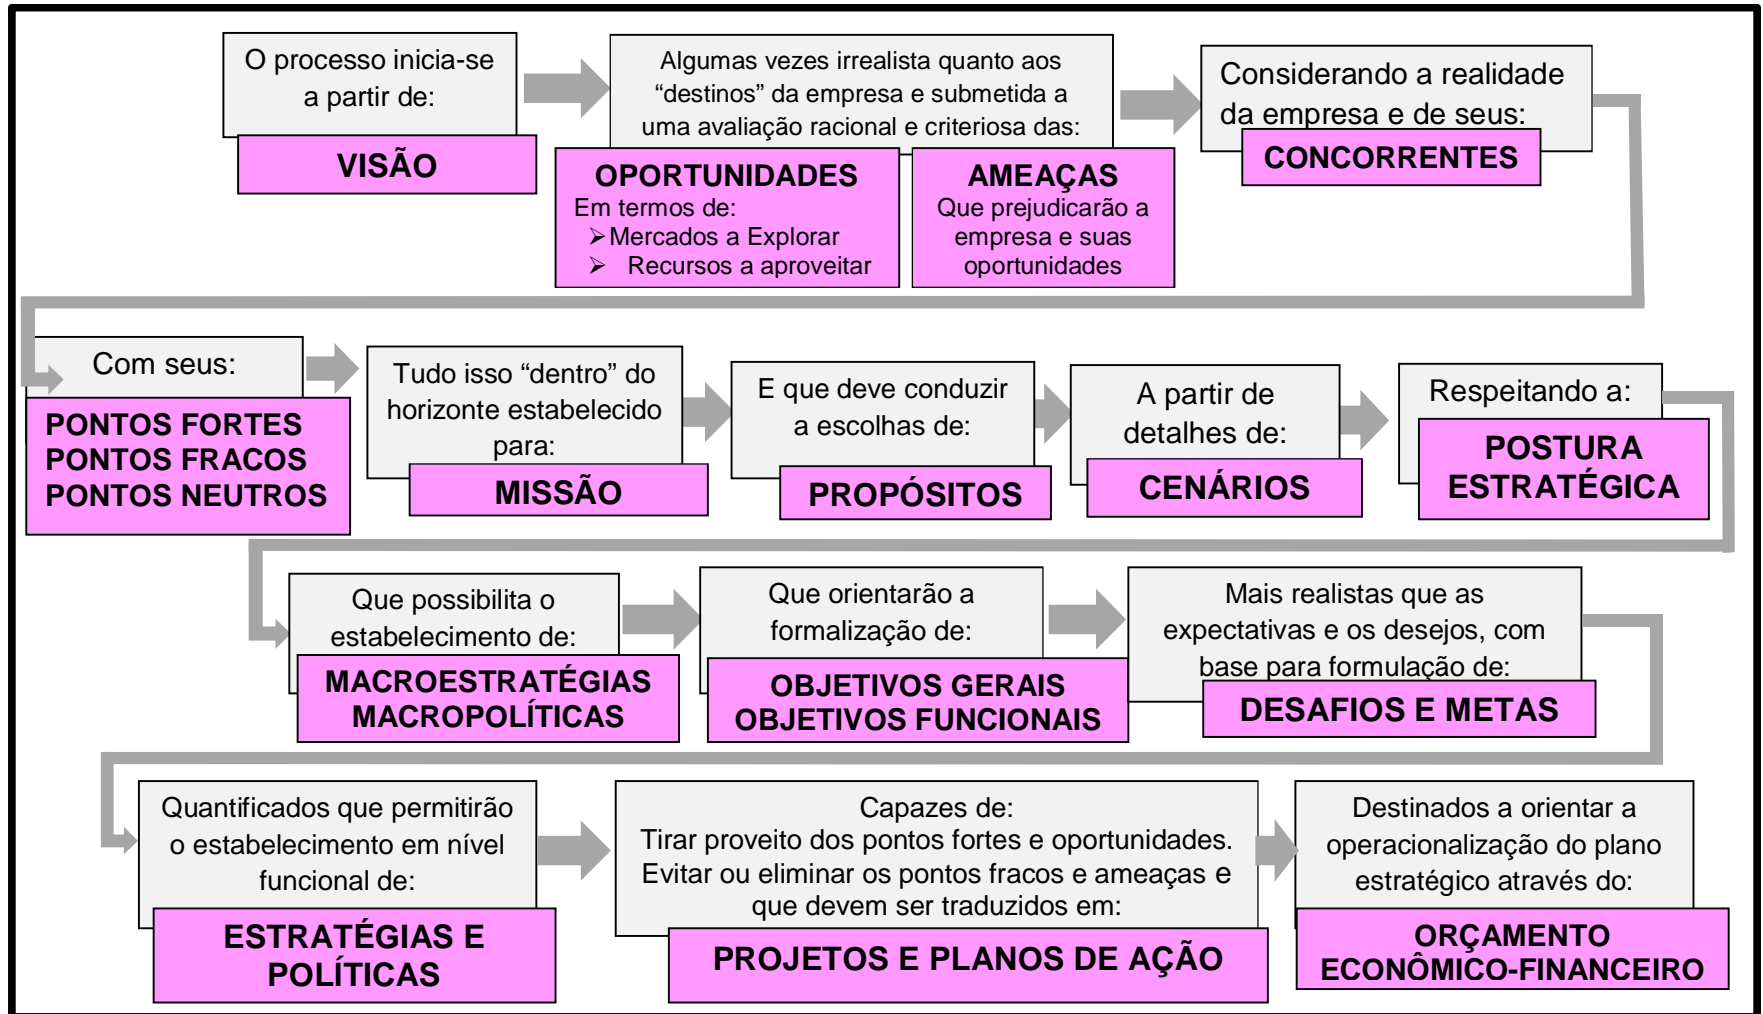 O processo inicia-se
a partir de:
VISÃO
Algumas vezes irrealista quanto aos
“destinos” da empresa e submetida a
uma avaliação racional e criteriosa das:
OPORTUNIDADES
Em termos de:
➢Mercados a Explorar
➢ Recursos a aproveitar
AMEAÇAS
Que prejudicarão a
empresa e suas
oportunidades
Considerando a realidade
da empresa e de seus:
CONCORRENTES
Com seus:
PONTOS FORTES
PONTOS FRACOS
PONTOS NEUTROS
Tudo isso “dentro” do
horizonte estabelecido
para:
MISSÃO
E que deve conduzir
a escolhas de:
PROPÓSITOS
A partir de
detalhes de:
CENÁRIOS
Respeitando a:
POSTURA
ESTRATÉGICA
Que possibilita o
estabelecimento de:
MACROESTRATÉGIAS
MACROPOLÍTICAS
Que orientarão a
formalização de:
OBJETIVOS GERAIS
OBJETIVOS FUNCIONAIS
Mais realistas que as
expectativas e os desejos, com
base para formulação de:
DESAFIOS E METAS
Quantificados que permitirão
o estabelecimento em nível
funcional de:
ESTRATÉGIAS E
POLÍTICAS
Capazes de:
Tirar proveito dos pontos fortes e oportunidades.
Evitar ou eliminar os pontos fracos e ameaças e
que devem ser traduzidos em:
PROJETOS E PLANOS DE AÇÃO
Destinados a orientar a
operacionalização do plano
estratégico através do:
ORÇAMENTO
ECONÔMICO-FINANCEIRO